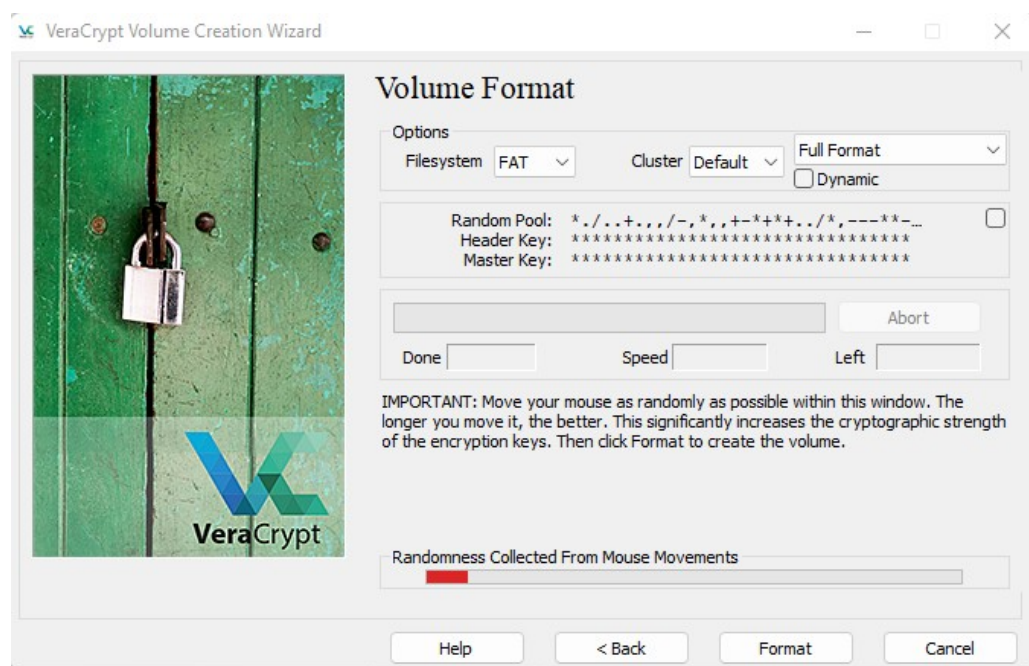 VeraCrypt Volume Creation Wizard
Volume Format
Options
Filesystem FAT Cluster Default Full Format
Dynamic
Random Pool: *./..+.,,/-,*,,+-*+*+../*,---**-…
Header Key: ********************************
Master Key: ********************************
Abort
Done Speed Left
IMPORTANT: Move your mouse as randomly as possible within this window. The
longer you move it, the better. This significantly increases the cryptographic strength
of the encryption keys. Then click Format to create the volume.
VeraCrypt
Randomness Collected From Mouse Movements
Help < Back Format Cancel